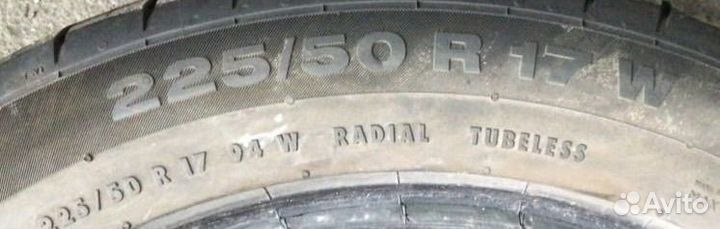 225/50 R 17 W
225/50 R 17 94 W RADIAL TUBELESS
Avito